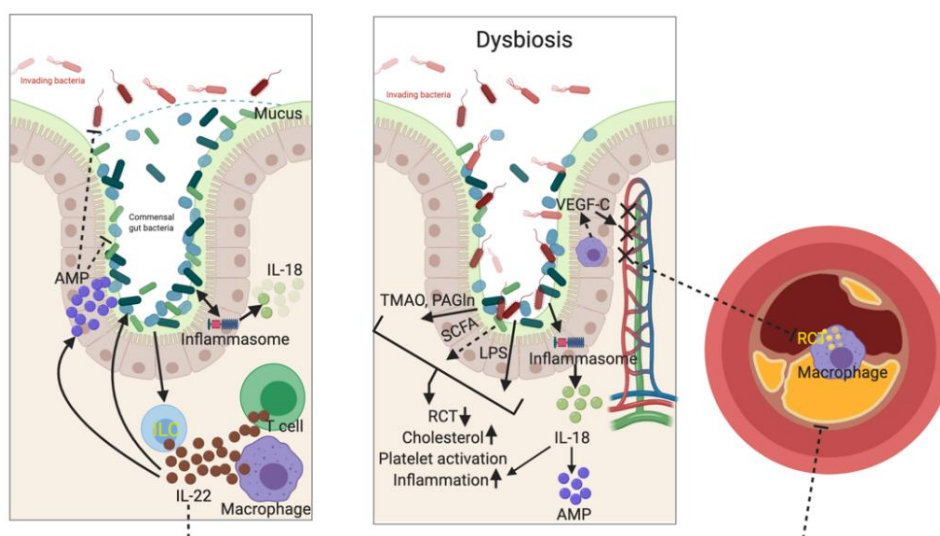 Invading bacteria
Mucus
Commensal
gut bacteria
AMP
IL-18
Inflammasome
ILC
T cell
IL-22
Macrophage
Dysbiosis
Invading bacteria
VEGF-C
TMAO, PAGln
SCFA
LPS
Inflammasome
RCT
Cholesterol
Platelet activation
Inflammation
IL-18
AMP
RCT
Macrophage